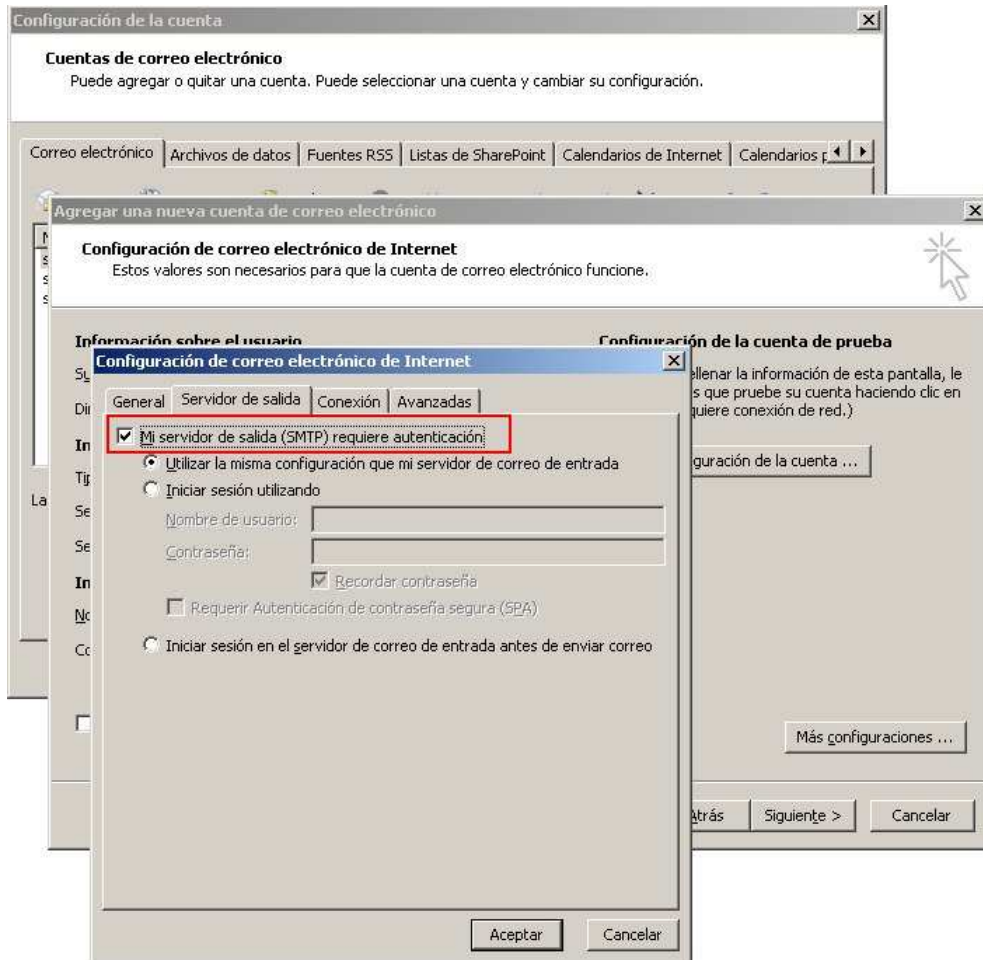 Configuración de la cuenta
Cuentas de correo electrónico
Puede agregar o quitar una cuenta. Puede seleccionar una cuenta y cambiar su configuración.
Correo electrónico Archivos de datos Fuentes RSS Listas de SharePoint Calendarios de Internet Calendarios
Agregar una nueva cuenta de correo electrónico
Configuración de correo electrónico de Internet
Estos valores son necesarios para que la cuenta de correo electrónico funcione.
Información sobre el usuario
Configuración de la cuenta de prueba
Configuración de correo electrónico de Internet
ellenar la información de esta pantalla, le
s que pruebe su cuenta haciendo clic en
quiere conexión de red.)
General Servidor de salida Conexión Avanzadas
Mi servidor de salida (SMTP) requiere autenticación
Utilizar la misma configuración que mi servidor de correo de entrada
guración de la cuenta ...
Iniciar sesión utilizando
La
Nombre de usuario:
Contraseña:
Recordar contraseña
Requerir Autenticación de contraseña segura (SPA)
Iniciar sesión en el servidor de correo de entrada antes de enviar correo
Más configuraciones ...
Atrás Siguiente > Cancelar
Aceptar Cancelar